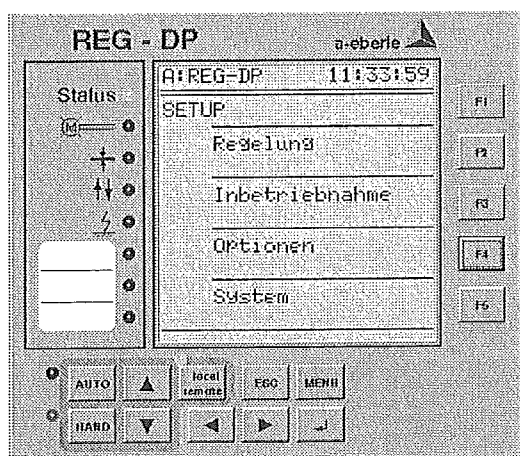 REG - DP
a-eberle
A:REG-DP 11:33:59
Status
SETUP
Regelung
Inbetriebnahme
Optionen
System
F1
F2
F3
F4
F5
AUTO
local
remote
ESC
MENU
HAND